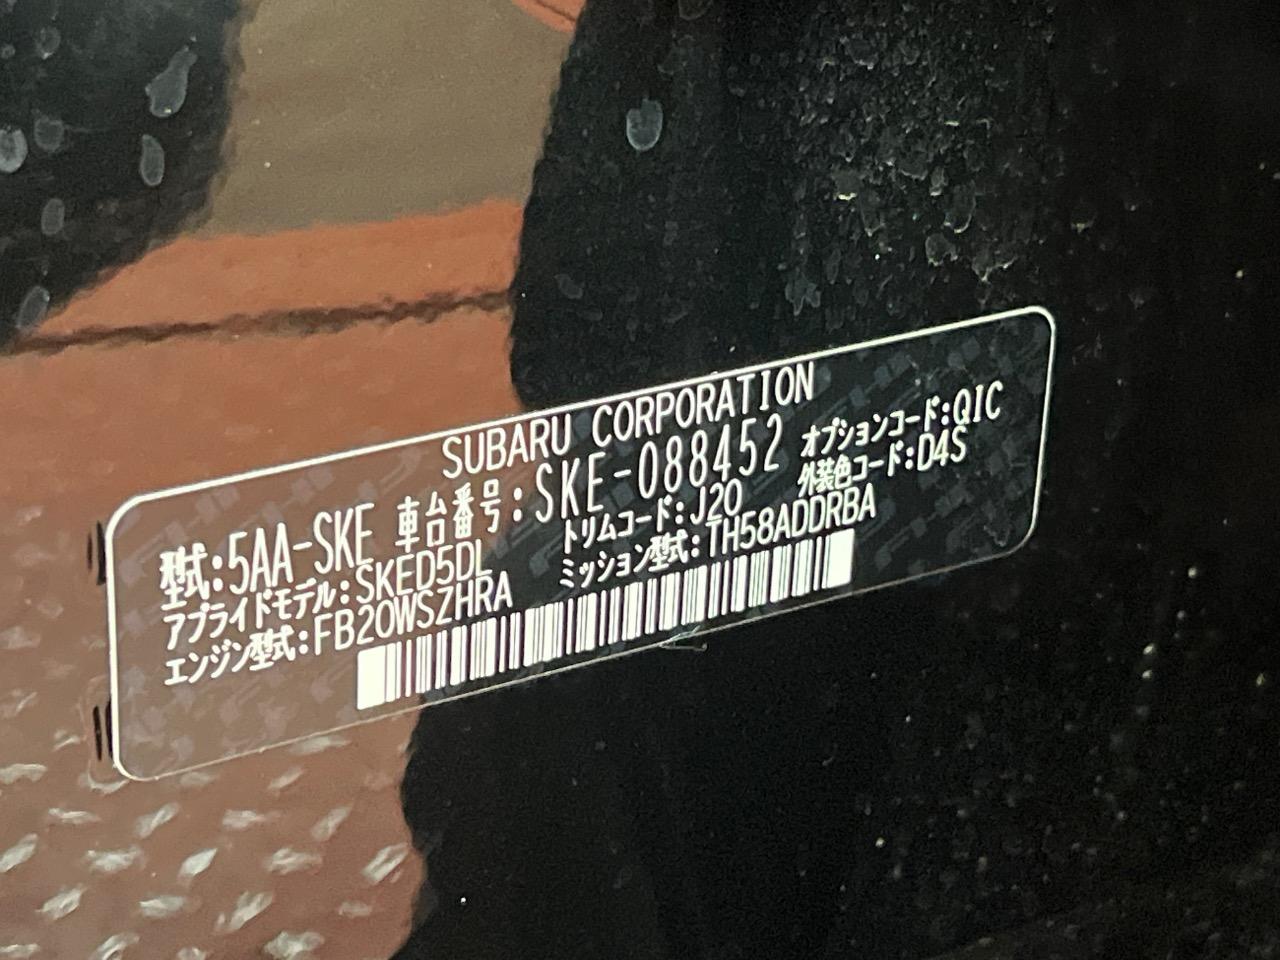 SUBARU CORPORATION
型式:5AA-SKE 車台番号:SKE-088452 オプションコード:QIC
アプライドモデル:SKED5DL トリムコード:J20 外装色コード:D4S
エンジン型式:FB20WSZHRA ミッション型式:TH58ADDRBA